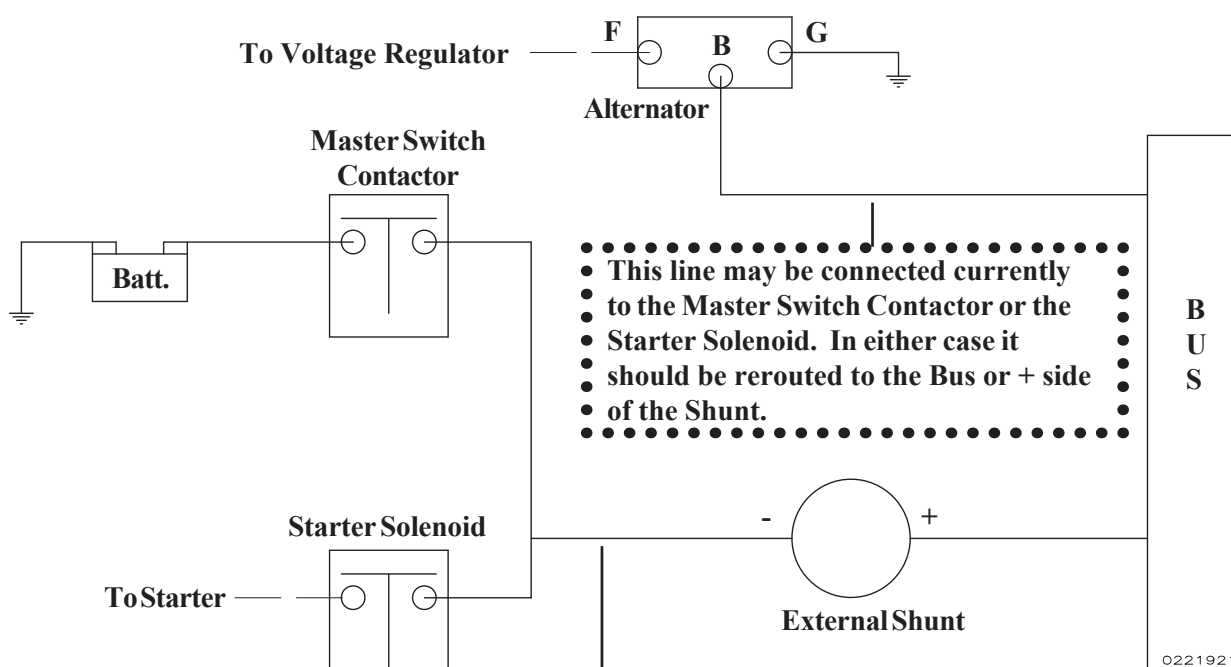 F
B
G
To Voltage Regulator
Alternator
Master Switch
Contactor
Batt.
This line may be connected currently
to the Master Switch Contactor or the
Starter Solenoid. In either case it
should be rerouted to the Bus or + side
of the Shunt.
B
U
S
Starter Solenoid
-
+
To Starter
External Shunt